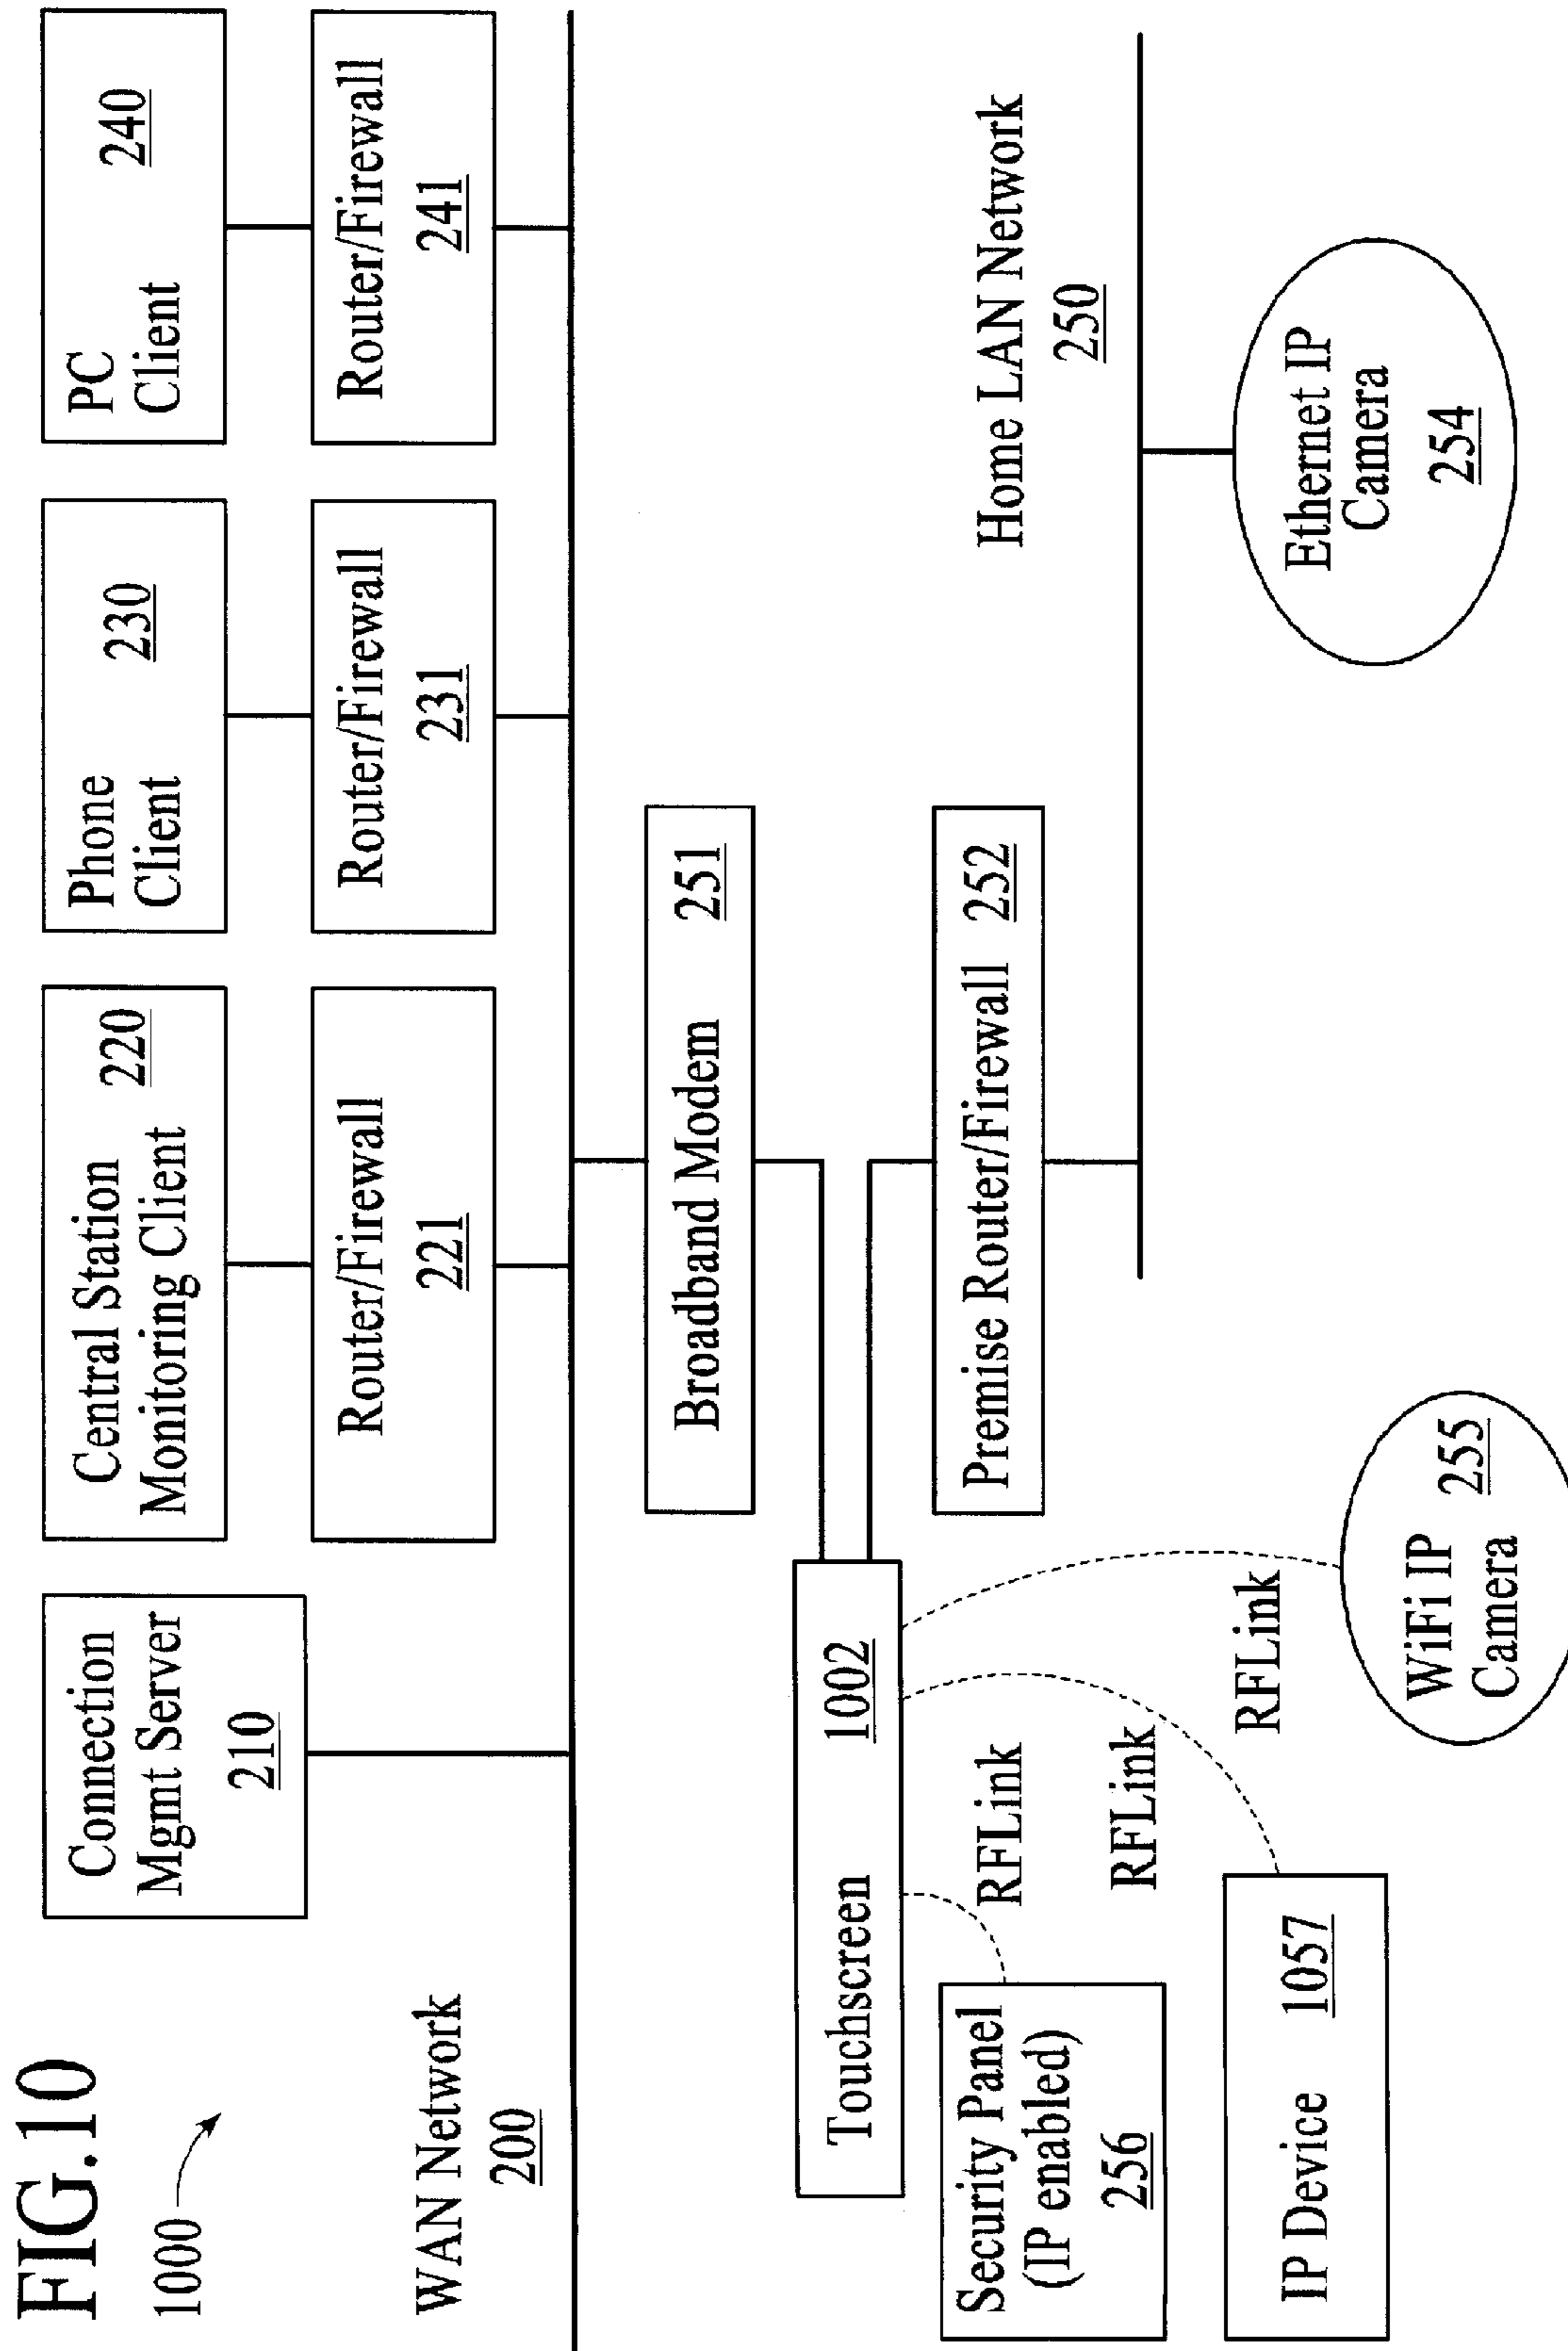 FIG.10
1000
Connection
Mgmt Server
210
Central Station
Monitoring Client
220
Phone
Client
230
PC
Client
240
Router/Firewall
221
Router/Firewall
231
Router/Firewall
241
WAN Network
200
Broadband Modem 251
Touchscreen 1002
Premise Router/Firewall 252
Home LAN Network
250
Security Panel
(IP enabled)
256
RFLink
RFLink
RFLink
IP Device 1057
WiFi IP
Camera
255
Ethernet IP
Camera
254